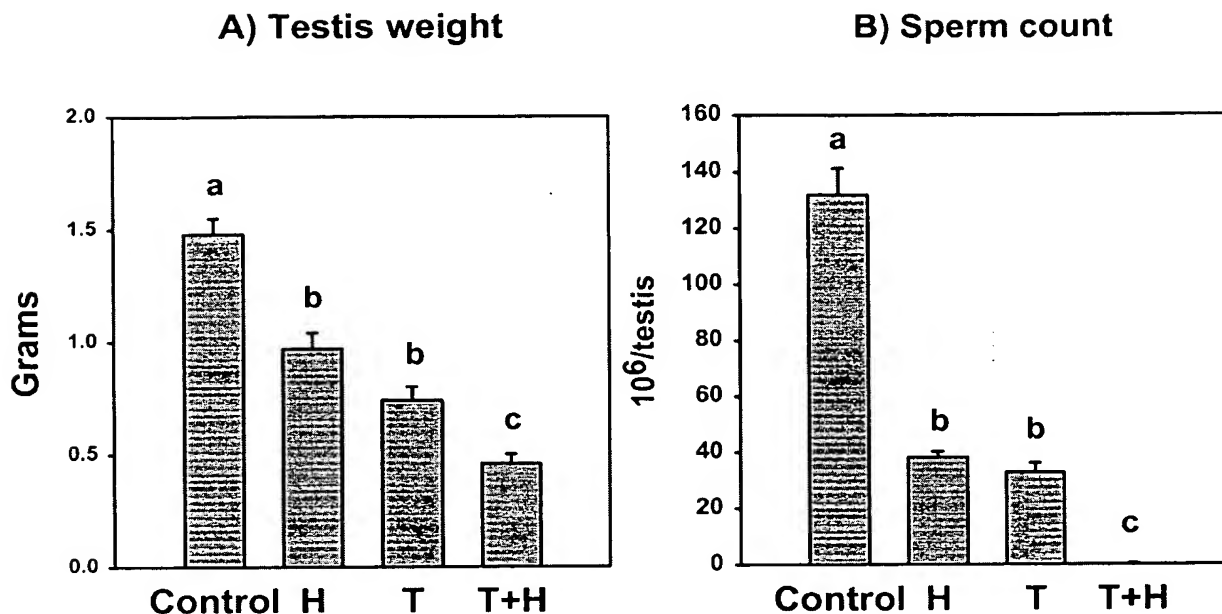 A) Testis weight
2.0
1.5
1.0
0.5
0.0
Grams
a
b
b
c
Control H T T+H
B) Sperm count
160
140
120
100
80
60
40
20
0
10⁶/testis
a
b
b
c
Control H T T+H